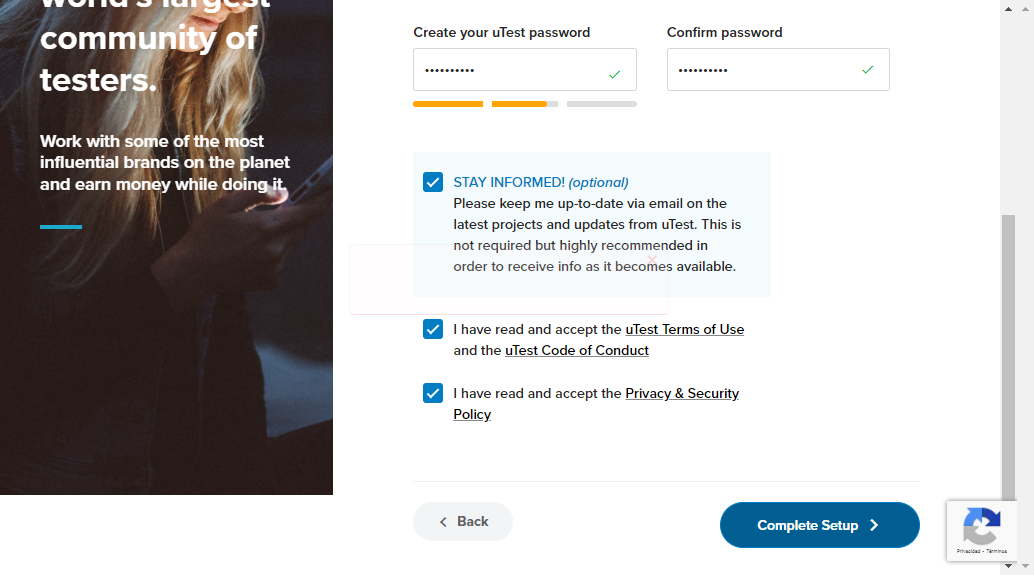 world's largest
community of
testers.
Work with some of the most
influential brands on the planet
and earn money while doing it.
Create your uTest password
Confirm password
••••••••••
••••••••••
STAY INFORMED! (optional)
Please keep me up-to-date via email on the
latest projects and updates from uTest. This is
not required but highly recommended in
order to receive info as it becomes available.
I have read and accept the uTest Terms of Use
and the uTest Code of Conduct
I have read and accept the Privacy & Security
Policy
Back
Complete Setup
Privacidad - Términos